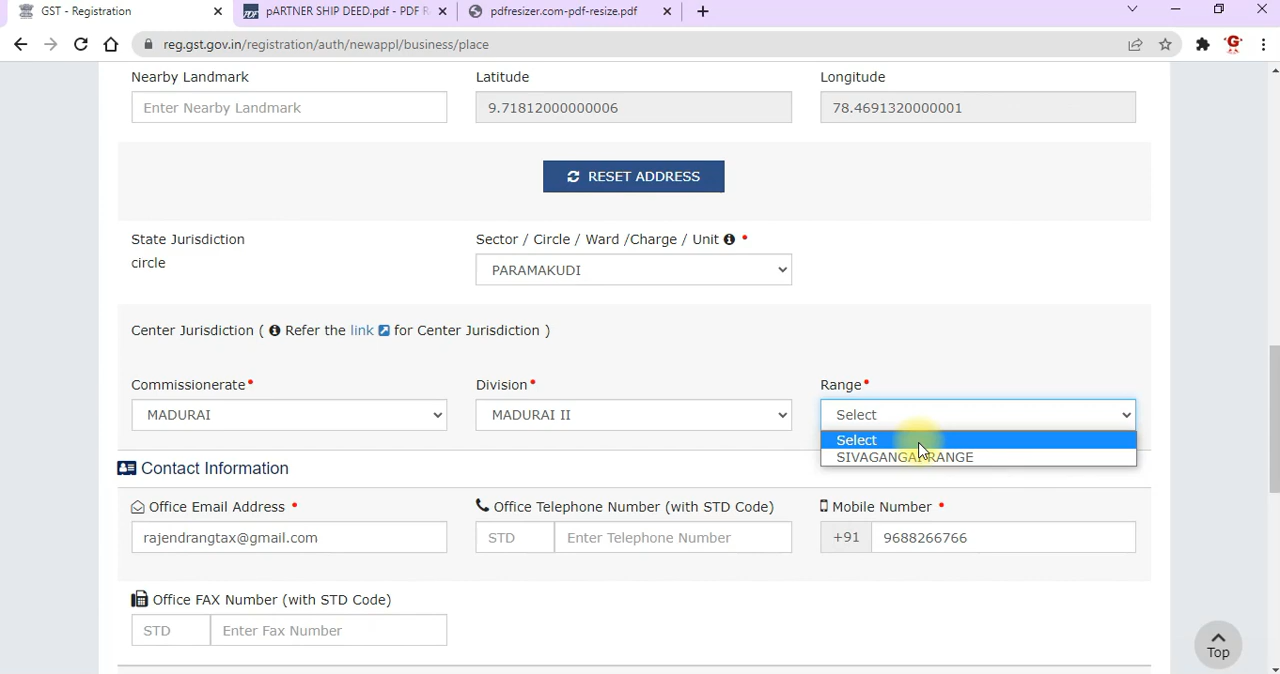 GST - Registration
pARTNER SHIP DEED.pdf - PDF R
pdfresizer.com-pdf-resize.pdf
reg.gst.gov.in/registration/auth/newappl/business/place
Nearby Landmark
Latitude
Longitude
Enter Nearby Landmark
9.71812000000006
78.4691320000001
RESET ADDRESS
State Jurisdiction
Sector / Circle / Ward /Charge / Unit •
circle
PARAMAKUDI
Center Jurisdiction ( Refer the link for Center Jurisdiction )
Commissionerate•
Division•
Range•
MADURAI
MADURAI II
Select
Select
SIVAGANGAI RANGE
Contact Information
Office Email Address •
Office Telephone Number (with STD Code)
Mobile Number •
rajendrangtax@gmail.com
STD
Enter Telephone Number
+91
9688266766
Office FAX Number (with STD Code)
STD
Enter Fax Number
Top